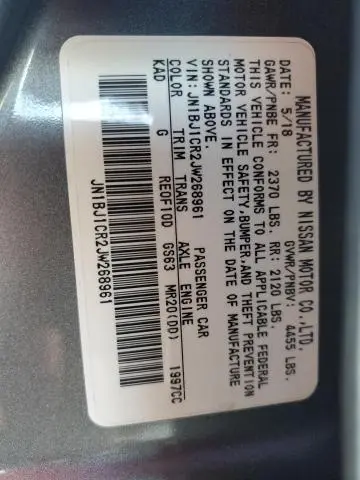 MANUFACTURED BY NISSAN MOTOR CO.,LTD.
DATE: 5/18 GVWR/PNBV: 4455 LBS.
GAWR/PNBE FR: 2370 LBS. RR: 2120 LBS.
THIS VEHICLE CONFORMS TO ALL APPLICABLE FEDERAL
MOTOR VEHICLE SAFETY,BUMPER,AND THEFT PREVENTION
STANDARDS IN EFFECT ON THE DATE OF MANUFACTURE
SHOWN ABOVE.
VIN: JN1BJ1CR2JW268961 PASSENGER CAR
COLOR TRIM TRANS AXLE ENGINE
KAD G RE0F10D GS63 MR20(DD) 1997CC
JN1BJ1CR2JW268961